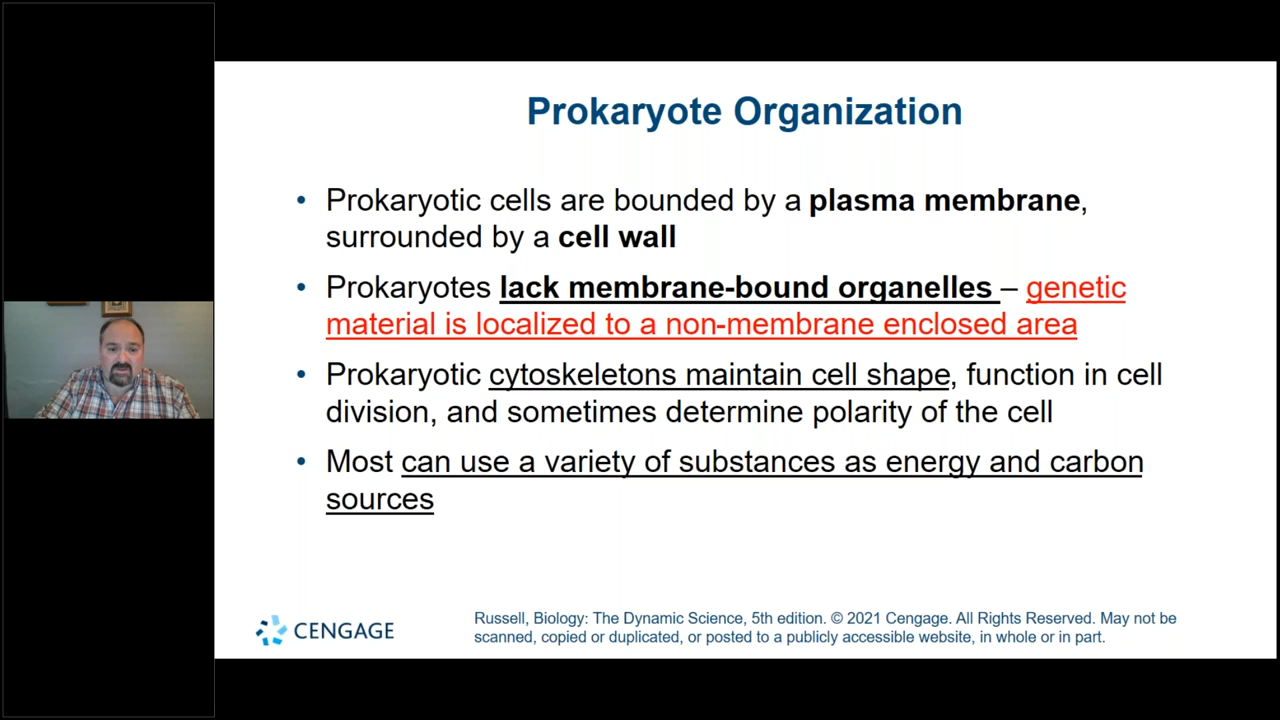 Prokaryote Organization
• Prokaryotic cells are bounded by a plasma membrane,
surrounded by a cell wall
• Prokaryotes lack membrane-bound organelles – genetic
material is localized to a non-membrane enclosed area
• Prokaryotic cytoskeletons maintain cell shape, function in cell
division, and sometimes determine polarity of the cell
• Most can use a variety of substances as energy and carbon
sources
CENGAGE
Russell, Biology: The Dynamic Science, 5th edition. © 2021 Cengage. All Rights Reserved. May not be
scanned, copied or duplicated, or posted to a publicly accessible website, in whole or in part.